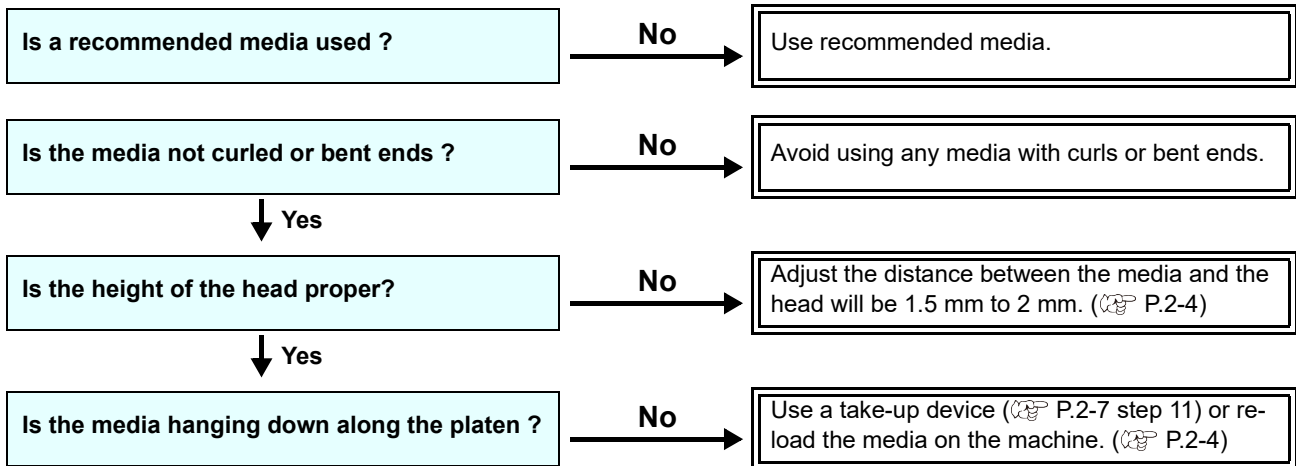 Is a recommended media used ?
No
Use recommended media.
Is the media not curled or bent ends ?
No
Avoid using any media with curls or bent ends.
Yes
Is the height of the head proper?
No
Adjust the distance between the media and the
head will be 1.5 mm to 2 mm. (☞ P.2-4)
Yes
Is the media hanging down along the platen ?
No
Use a take-up device (☞ P.2-7 step 11) or re-
load the media on the machine. (☞ P.2-4)